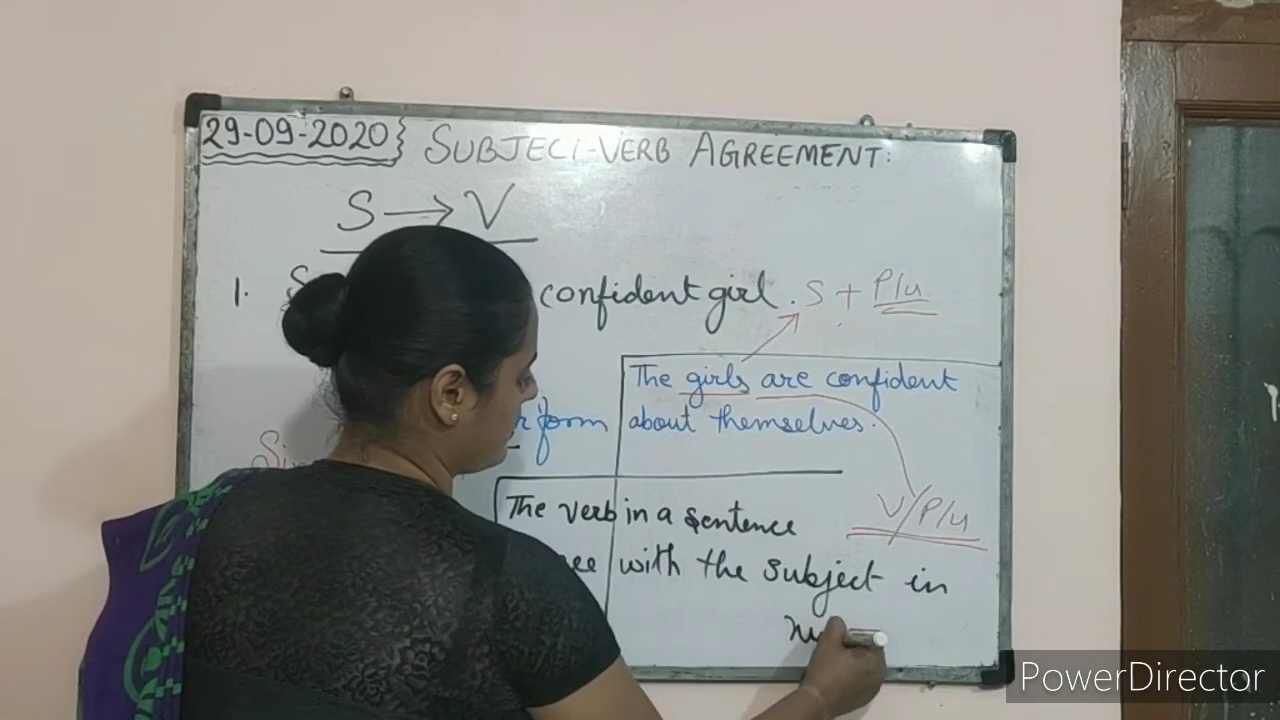 29-09-2020} SUBJECT-VERB AGREEMENT:
S → V
1. confident girl. S + Plu
The girls are confident
form about themselves.
The verb in a sentence
V/Plu
with the subject in
PowerDirector